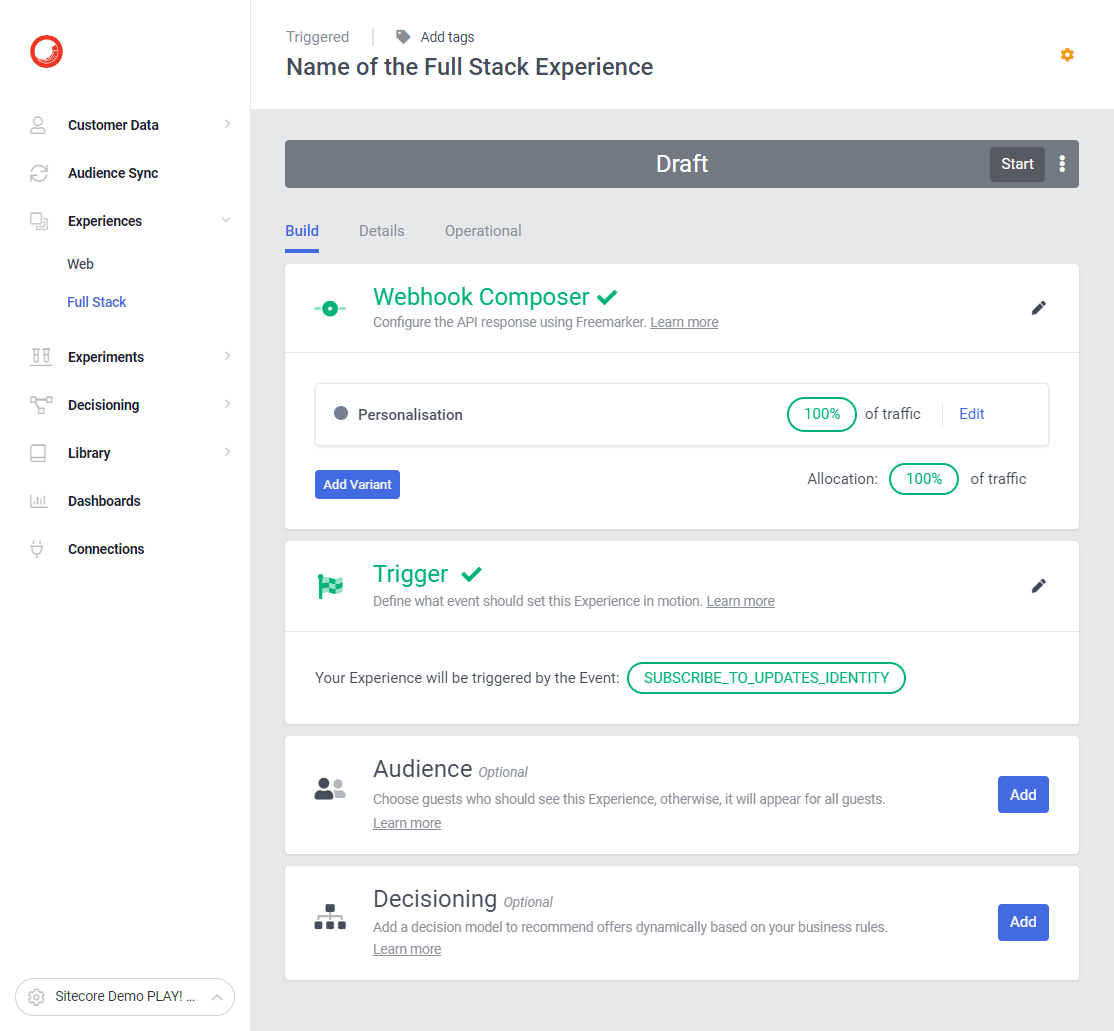 Customer Data
Audience Sync
Experiences
Web
Full Stack
Experiments
Decisioning
Library
Dashboards
Connections
Sitecore Demo PLAY! ...
Triggered
Add tags
Name of the Full Stack Experience
Draft
Start
Build Details Operational
Webhook Composer
Configure the API response using Freemarker. Learn more
Personalisation 100% of traffic Edit
Add Variant Allocation: 100% of traffic
Trigger
Define what event should set this Experience in motion. Learn more
Your Experience will be triggered by the Event: SUBSCRIBE_TO_UPDATES_IDENTITY
Audience Optional
Choose guests who should see this Experience, otherwise, it will appear for all guests.
Learn more
Add
Decisioning Optional
Add a decision model to recommend offers dynamically based on your business rules.
Learn more
Add